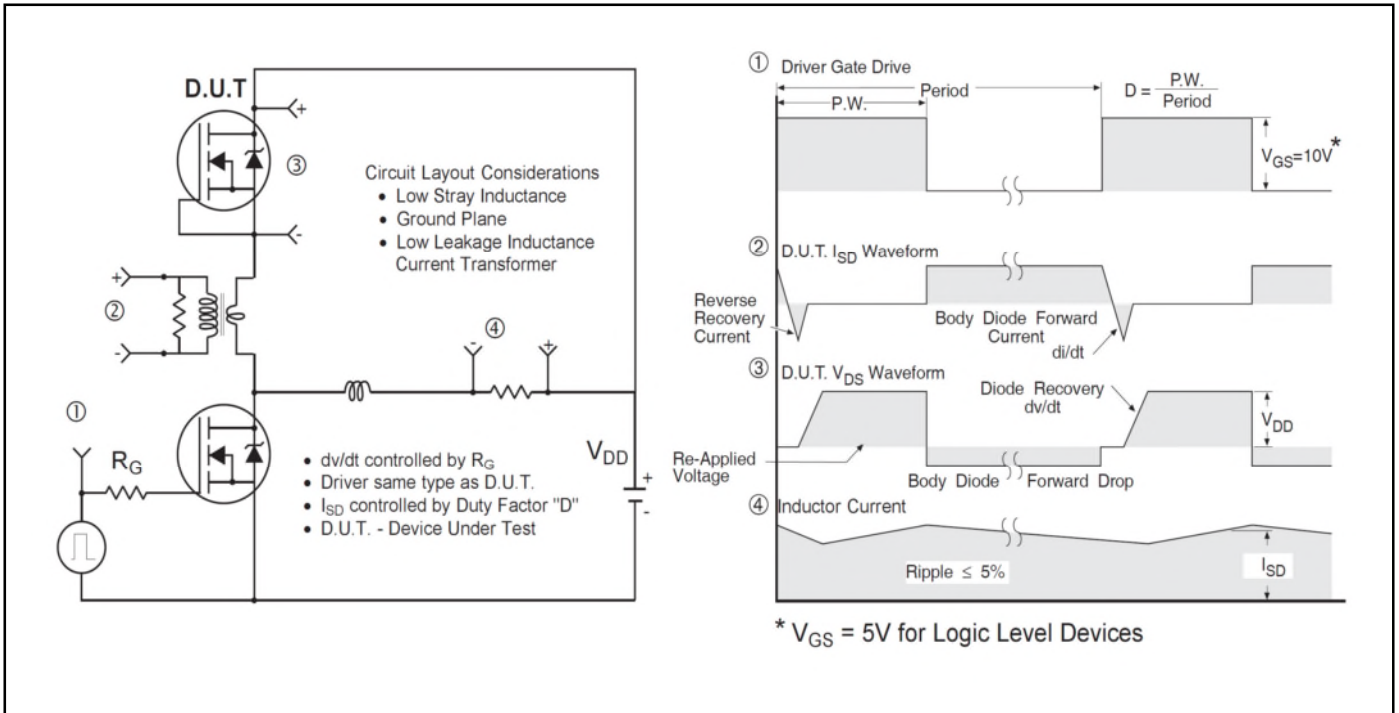 D.U.T
+
③
-
Circuit Layout Considerations
• Low Stray Inductance
• Ground Plane
• Low Leakage Inductance
Current Transformer
+
②
-
④
- +
①
R_G
V_DD
+
-
• dv/dt controlled by R_G
• Driver same type as D.U.T.
• I_SD controlled by Duty Factor "D"
• D.U.T. - Device Under Test
① Driver Gate Drive
Period
P.W.
D = P.W. / Period
V_GS=10V*
② D.U.T. I_SD Waveform
Reverse
Recovery
Current
Body Diode Forward
Current
di/dt
③ D.U.T. V_DS Waveform
Diode Recovery
dv/dt
V_DD
Re-Applied
Voltage
Body Diode Forward Drop
④ Inductor Current
Ripple ≤ 5%
I_SD
* V_GS = 5V for Logic Level Devices